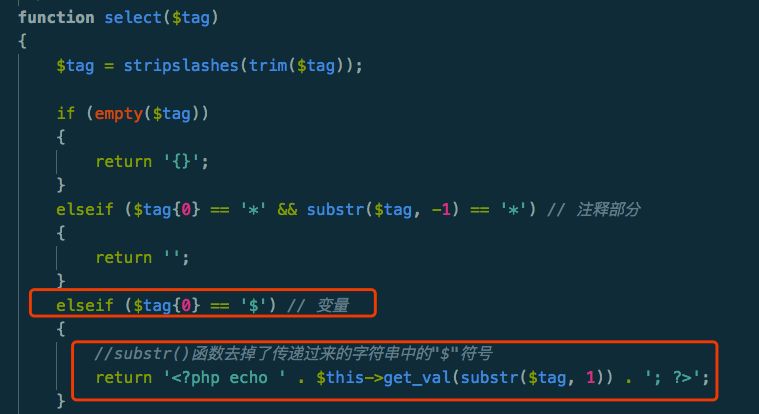 function select($tag)
{
$tag = stripslashes(trim($tag));
if (empty($tag))
{
return '{}';
}
elseif ($tag{0} == '*' && substr($tag, -1) == '*') // 注释部分
{
return '';
}
elseif ($tag{0} == '$') // 变量
{
//substr()函数去掉了传递过来的字符串中的"$"符号
return '<?php echo ' . $this->get_val(substr($tag, 1)) . '; ?>';
}